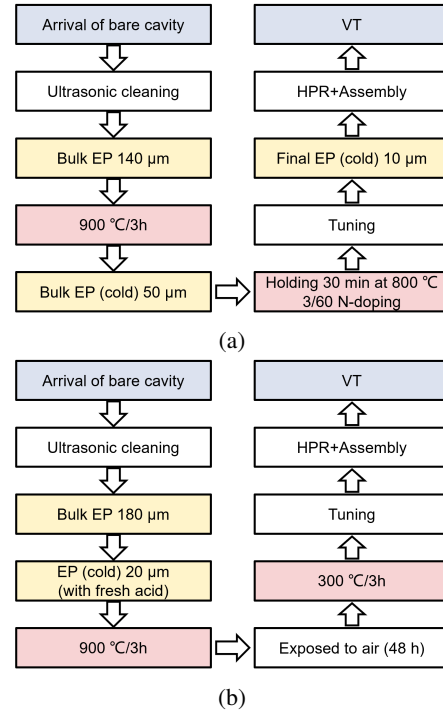 Arrival of bare cavity
Ultrasonic cleaning
Bulk EP 140 μm
900 ℃/3h
Bulk EP (cold) 50 μm
Holding 30 min at 800 ℃
3/60 N-doping
Tuning
Final EP (cold) 10 μm
HPR+Assembly
VT
(a)
Arrival of bare cavity
Ultrasonic cleaning
Bulk EP 180 μm
EP (cold) 20 μm
(with fresh acid)
900 ℃/3h
Exposed to air (48 h)
300 ℃/3h
Tuning
HPR+Assembly
VT
(b)